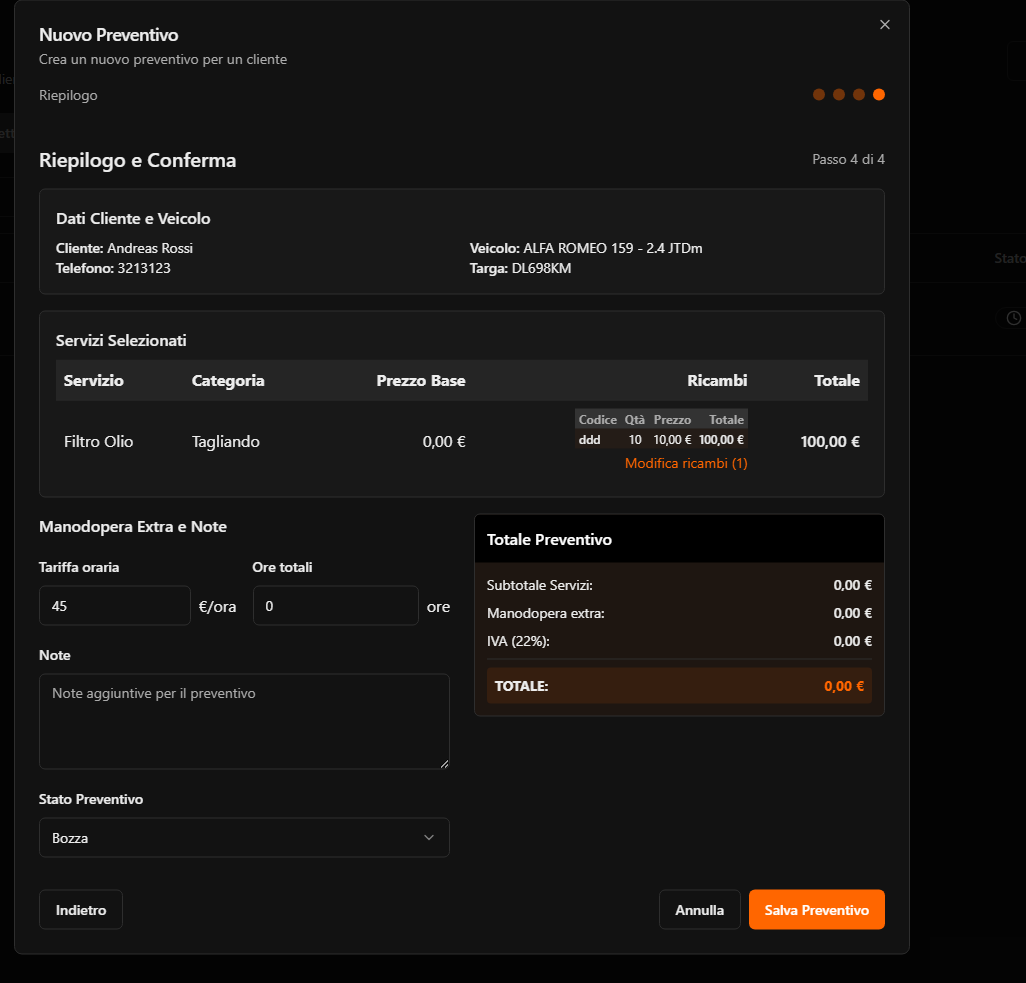 Nuovo Preventivo
Crea un nuovo preventivo per un cliente
Riepilogo
Riepilogo e Conferma
Passo 4 di 4
Dati Cliente e Veicolo
Cliente: Andreas Rossi
Veicolo: ALFA ROMEO 159 - 2.4 JTDm
Telefono: 3213123
Targa: DL698KM
Stato
Servizi Selezionati
Servizio Categoria Prezzo Base Ricambi Totale
Codice Qtà Prezzo Totale
Filtro Olio Tagliando 0,00 € ddd 10 10,00 € 100,00 € 100,00 €
Modifica ricambi (1)
Manodopera Extra e Note
Tariffa oraria Ore totali
45 €/ora 0 ore
Note
Note aggiuntive per il preventivo
Stato Preventivo
Bozza
Totale Preventivo
Subtotale Servizi: 0,00 €
Manodopera extra: 0,00 €
IVA (22%): 0,00 €
TOTALE: 0,00 €
Indietro
Annulla
Salva Preventivo